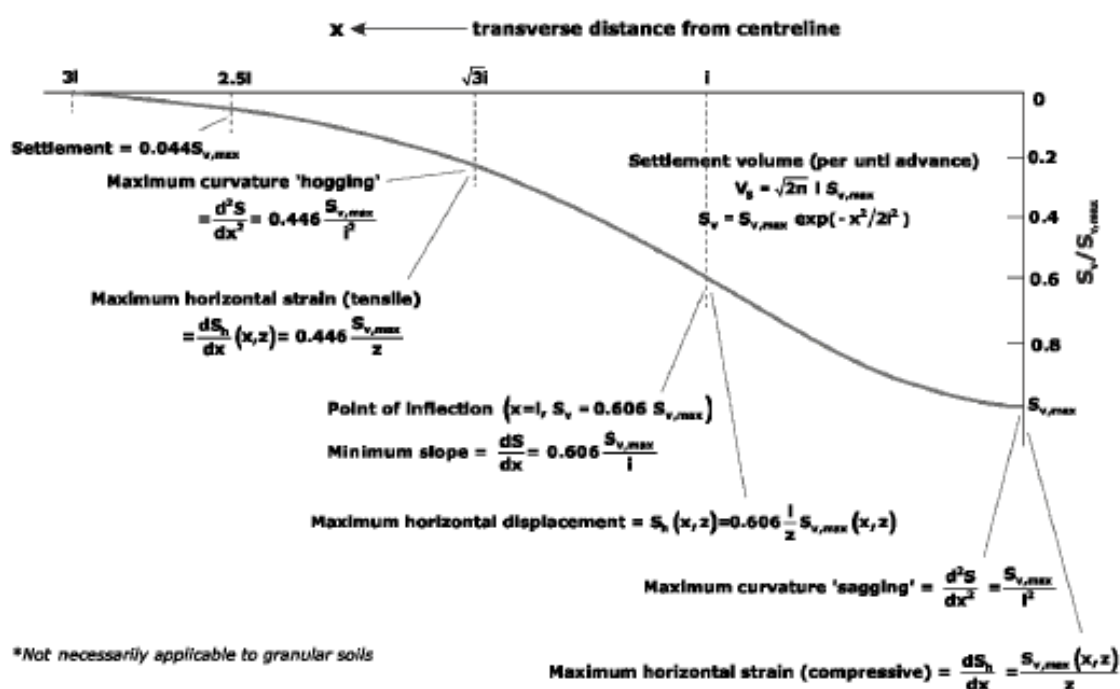 x ← transverse distance from centreline
3i 2.5i √3i i
0
0.2
0.4
0.6
0.8
S_v,max
S_v/S_v,max
Settlement = 0.044S_v,max
Maximum curvature 'hogging'
= d²S/dx² = 0.446 S_v,max/i²
Settlement volume (per unti advance)
V_s = √2π i S_v,max
S_v = S_v,max exp(-x²/2i²)
Maximum horizontal strain (tensile)
= dS_h/dx (x,z) = 0.446 S_v,max/z
Point of inflection (x=i, S_v = 0.606 S_v,max)
Minimum slope = dS/dx = 0.606 S_v,max/i
Maximum horizontal displacement = S_h (x,z)=0.606 i/z S_v,max (x,z)
Maximum curvature 'sagging' = d²S/dx² = S_v,max/i²
*Not necessarily applicable to granular soils
Maximum horizontal strain (compressive) = dS_h/dx = S_v,max (x,z)/z